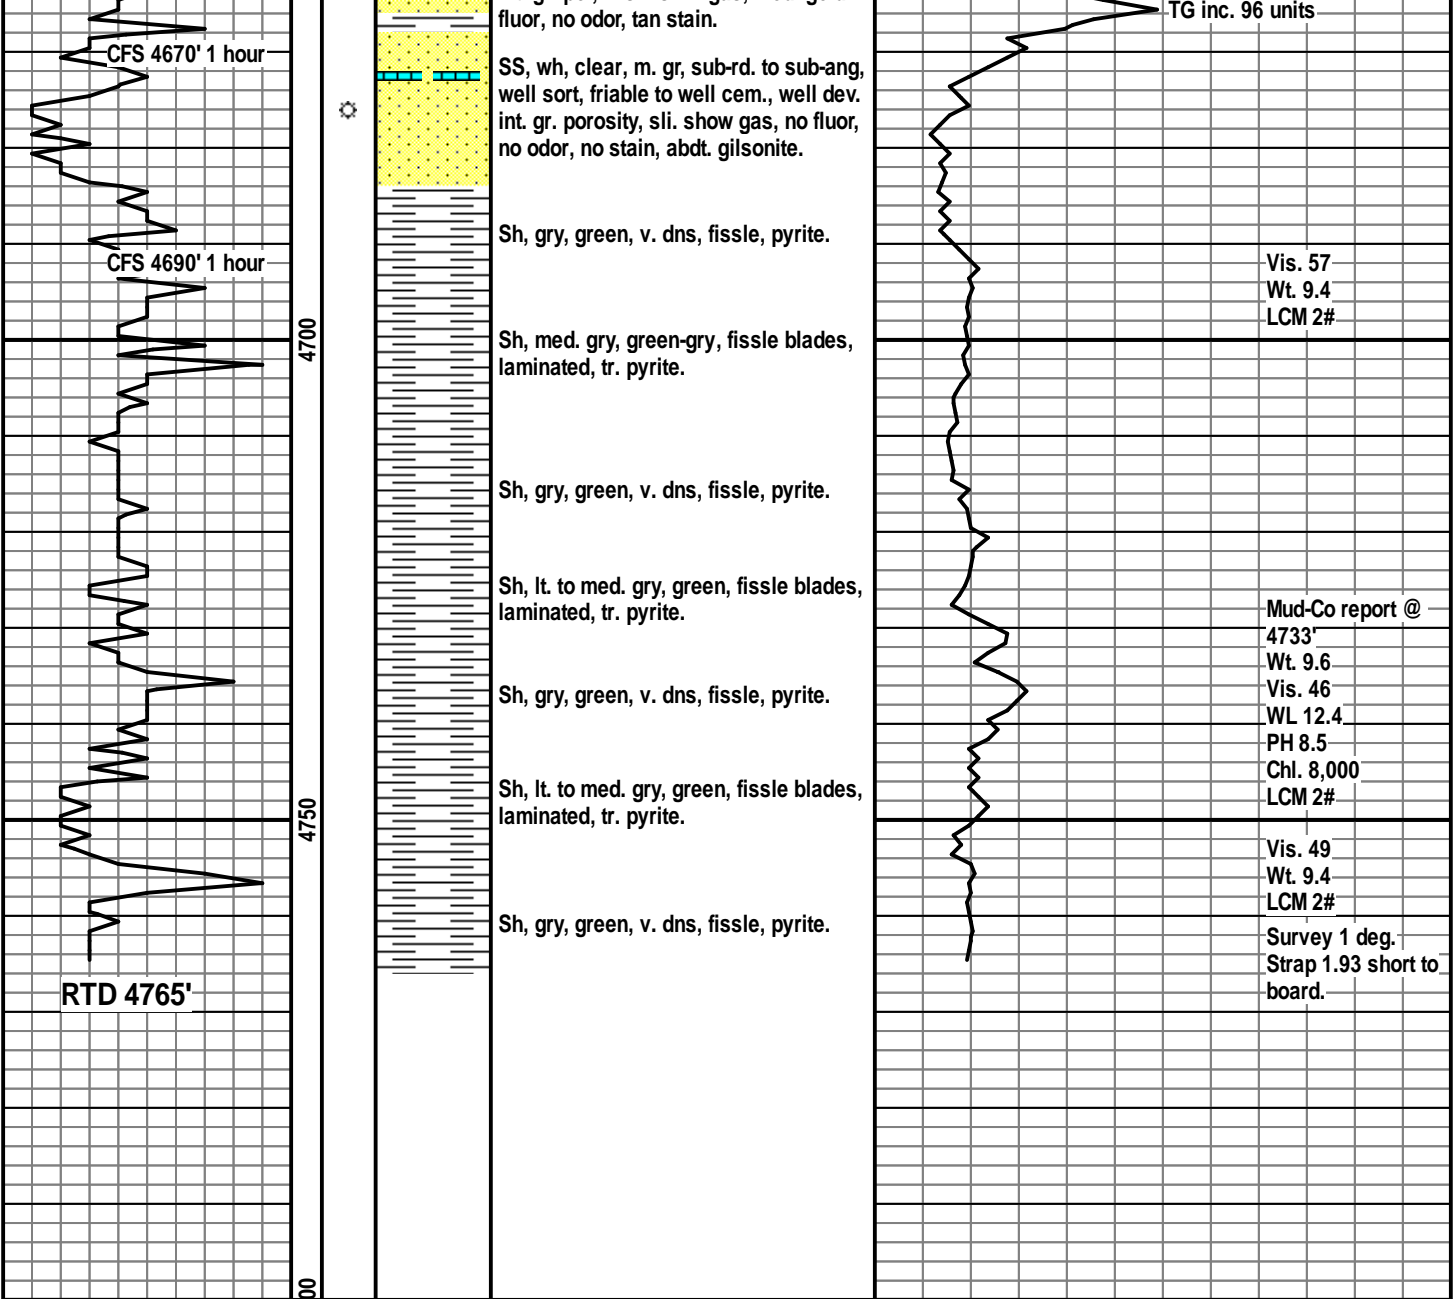 fluor, no odor, tan stain.
TG inc. 96 units
CFS 4670' 1 hour
SS, wh, clear, m. gr, sub-rd. to sub-ang,
well sort, friable to well cem., well dev.
int. gr. porosity, sli. show gas, no fluor,
no odor, no stain, abdt. gilsonite.
Sh, gry, green, v. dns, fissle, pyrite.
CFS 4690' 1 hour
Vis. 57
Wt. 9.4
LCM 2#
4700
Sh, med. gry, green-gry, fissle blades,
laminated, tr. pyrite.
Sh, gry, green, v. dns, fissle, pyrite.
Sh, lt. to med. gry, green, fissle blades,
laminated, tr. pyrite.
Mud-Co report @
4733'
Wt. 9.6
Vis. 46
WL 12.4
PH 8.5
Chl. 8,000
LCM 2#
Sh, gry, green, v. dns, fissle, pyrite.
Sh, lt. to med. gry, green, fissle blades,
laminated, tr. pyrite.
4750
Vis. 49
Wt. 9.4
LCM 2#
Sh, gry, green, v. dns, fissle, pyrite.
Survey 1 deg.
Strap 1.93 short to
board.
RTD 4765'